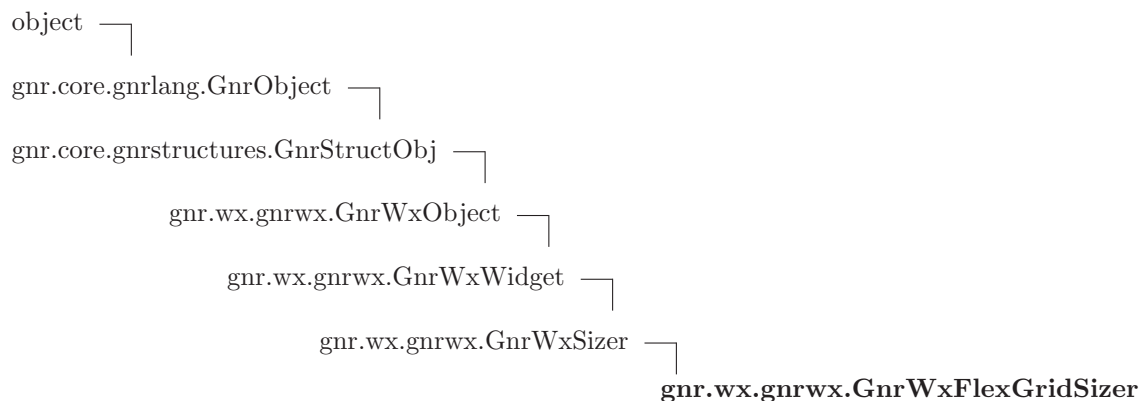 object
gnr.core.gnrlang.GnrObject
gnr.core.gnrstructures.GnrStructObj
gnr.wx.gnrwx.GnrWxObject
gnr.wx.gnrwx.GnrWxWidget
gnr.wx.gnrwx.GnrWxSizer
gnr.wx.gnrwx.GnrWxFlexGridSizer